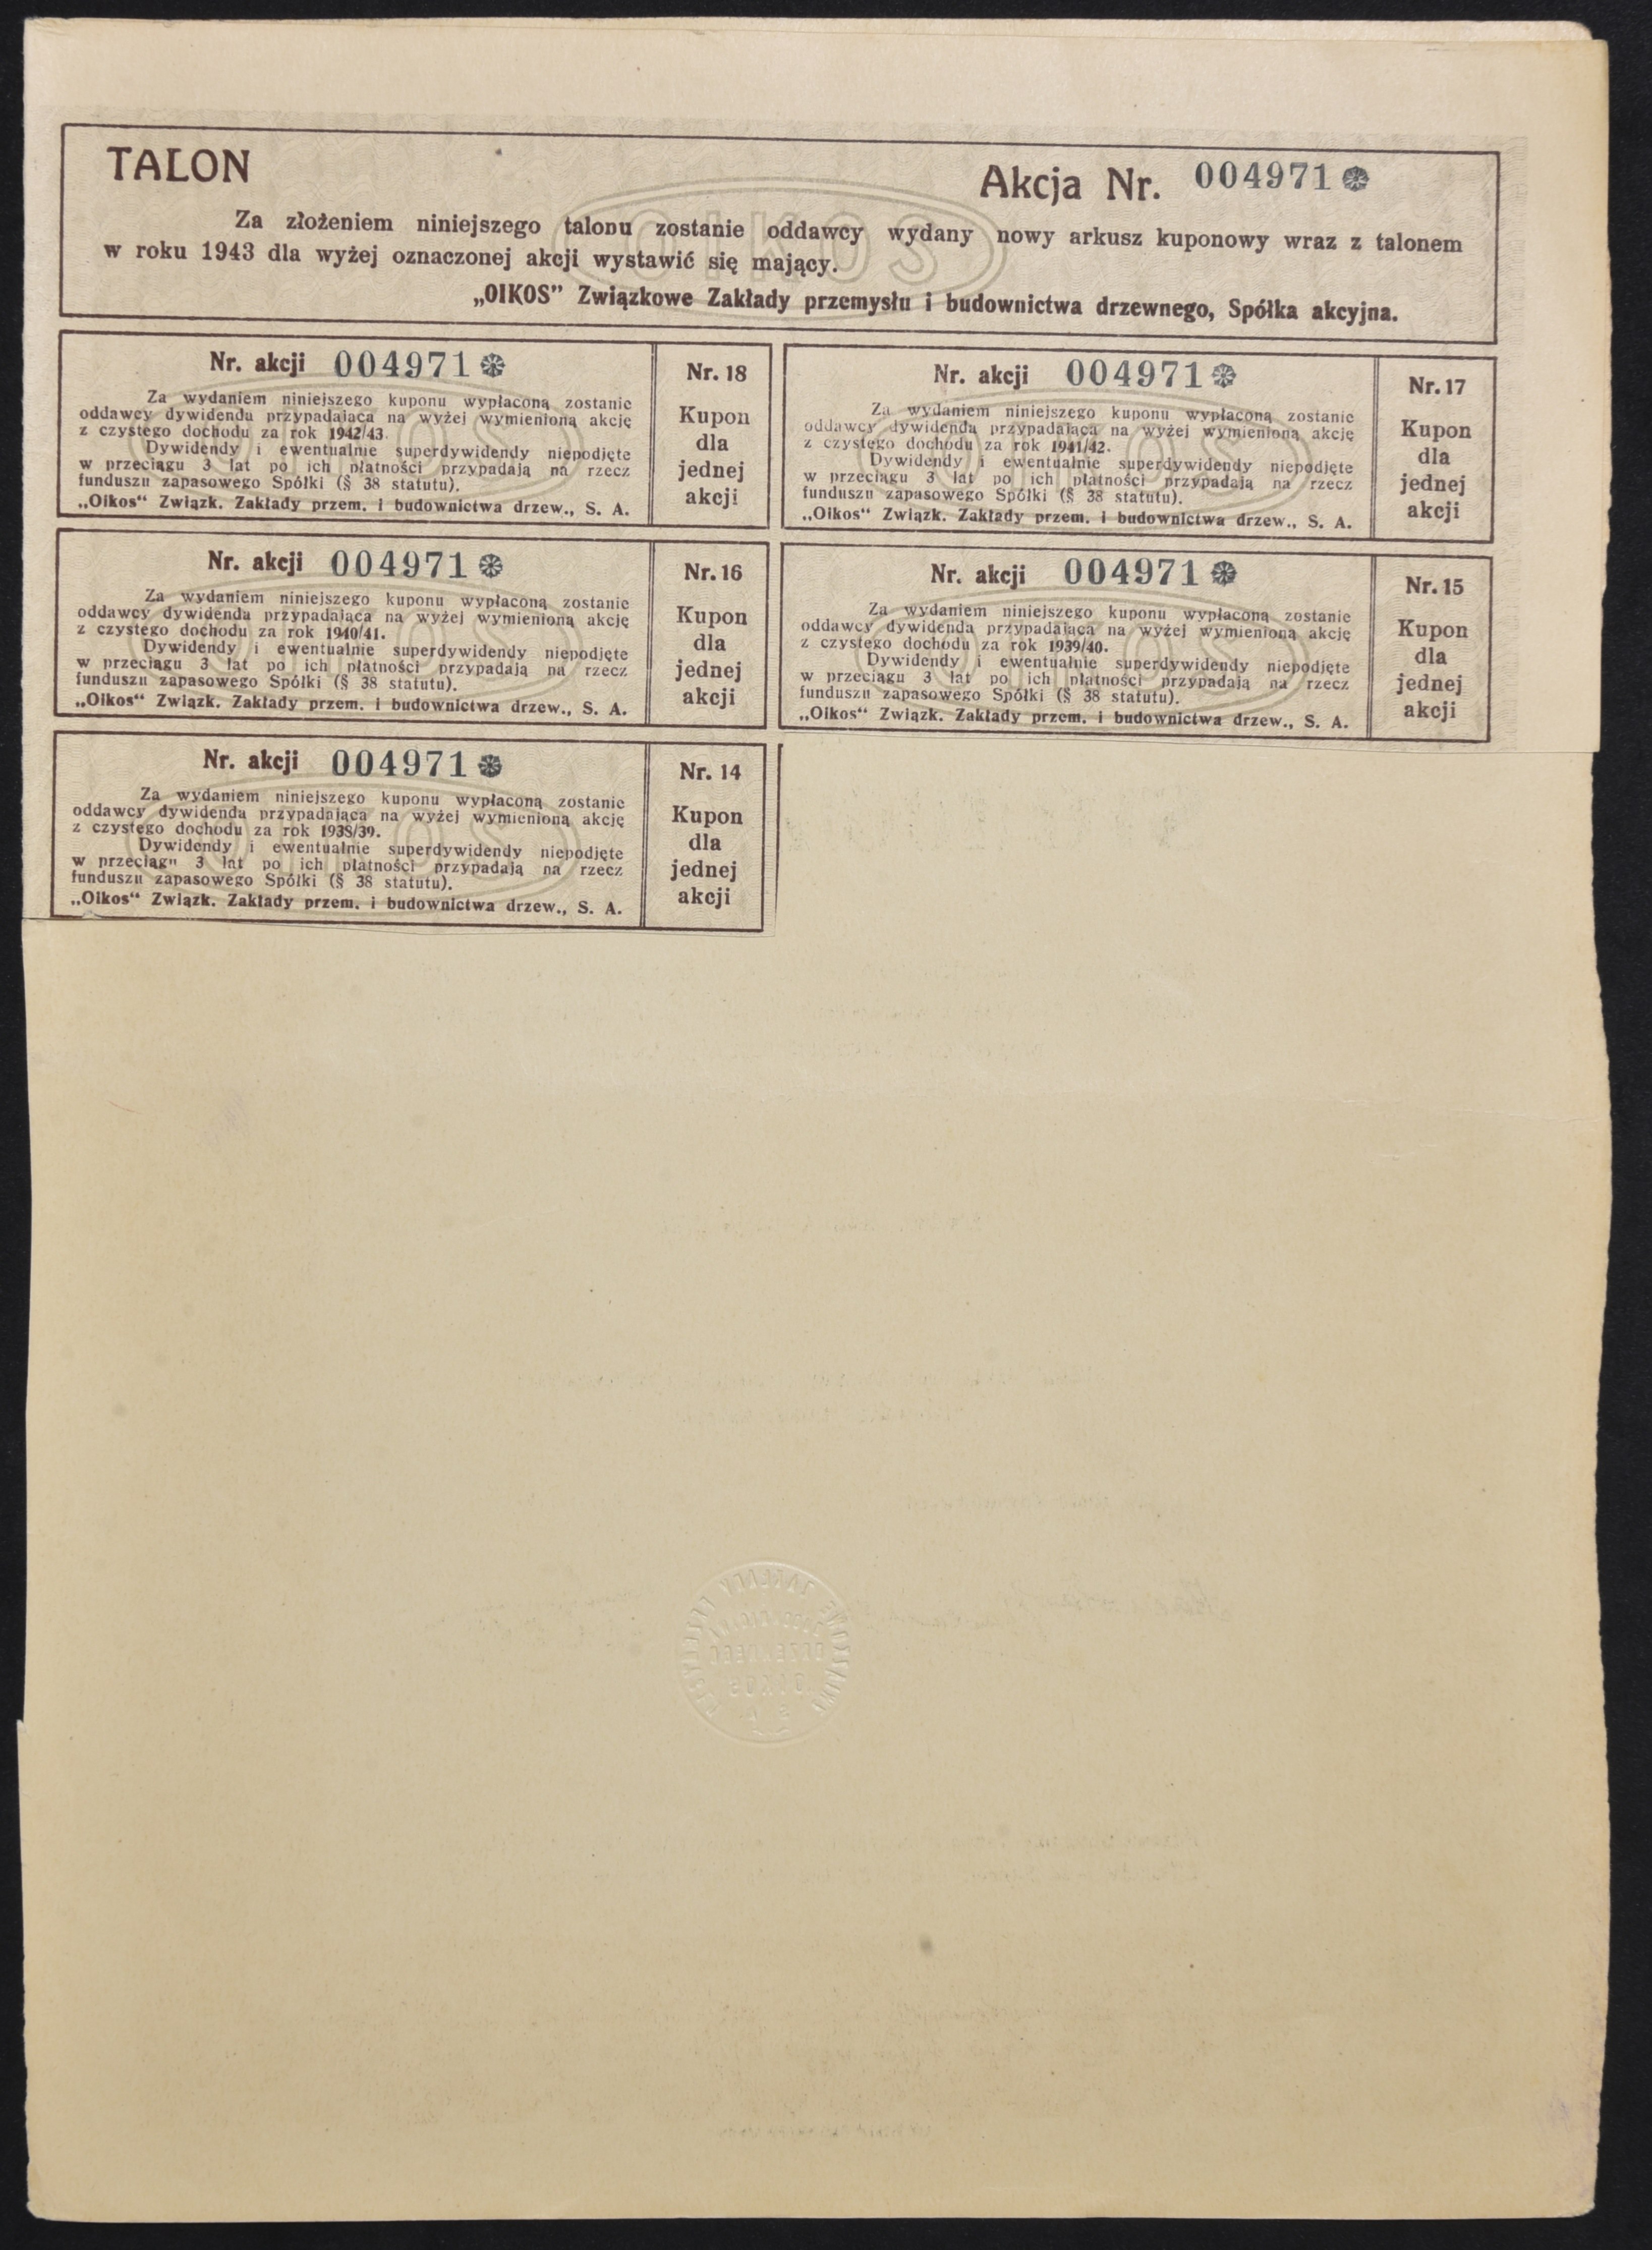 TALON
Akcja Nr. 004971
Za złożeniem niniejszego talonu zostanie oddawcy wydany nowy arkusz kuponowy wraz z talonem
w roku 1943 dla wyżej oznaczonej akcji wystawić się mający.
„OIKOS” Związkowe Zakłady przemysłu i budownictwa drzewnego, Spółka akcyjna.
Nr. akcji 004971
Za wydaniem niniejszego kuponu wypłaconą zostanie
oddawcy dywidenda przypadająca na wyżej wymienioną akcję
z czystego dochodu za rok 1942/43.
Dywidendy i ewentualnie superdywidendy niepodjęte
w przeciągu 3 lat po ich płatności przypadają na rzecz
funduszu zapasowego Spółki (§ 38 statutu).
„Oikos“ Związk. Zakłady przem. i budownictwa drzew., S. A.
Nr. 18
Kupon
dla
jednej
akcji
Nr. akcji 004971
Za wydaniem niniejszego kuponu wypłaconą zostanie
oddawcy dywidenda przypadająca na wyżej wymienioną akcję
z czystego dochodu za rok 1941/42.
Dywidendy i ewentualnie superdywidendy niepodjęte
w przeciągu 3 lat po ich płatności przypadają na rzecz
funduszu zapasowego Spółki (§ 38 statutu).
„Oikos“ Związk. Zakłady przem. i budownictwa drzew., S. A.
Nr. 17
Kupon
dla
jednej
akcji
Nr. akcji 004971
Za wydaniem niniejszego kuponu wypłaconą zostanie
oddawcy dywidenda przypadająca na wyżej wymienioną akcję
z czystego dochodu za rok 1940/41.
Dywidendy i ewentualnie superdywidendy niepodjęte
w przeciągu 3 lat po ich płatności przypadają na rzecz
funduszu zapasowego Spółki (§ 38 statutu).
„Oikos“ Związk. Zakłady przem. i budownictwa drzew., S. A.
Nr. 16
Kupon
dla
jednej
akcji
Nr. akcji 004971
Za wydaniem niniejszego kuponu wypłaconą zostanie
oddawcy dywidenda przypadająca na wyżej wymienioną akcję
z czystego dochodu za rok 1939/40.
Dywidendy i ewentualnie superdywidendy niepodjęte
w przeciągu 3 lat po ich płatności przypadają na rzecz
funduszu zapasowego Spółki (§ 38 statutu).
„Oikos“ Związk. Zakłady przem. i budownictwa drzew., S. A.
Nr. 15
Kupon
dla
jednej
akcji
Nr. akcji 004971
Za wydaniem niniejszego kuponu wypłaconą zostanie
oddawcy dywidenda przypadająca na wyżej wymienioną akcję
z czystego dochodu za rok 1938/39.
Dywidendy i ewentualnie superdywidendy niepodjęte
w przeciągu 3 lat po ich płatności przypadają na rzecz
funduszu zapasowego Spółki (§ 38 statutu).
„Oikos“ Związk. Zakłady przem. i budownictwa drzew., S. A.
Nr. 14
Kupon
dla
jednej
akcji